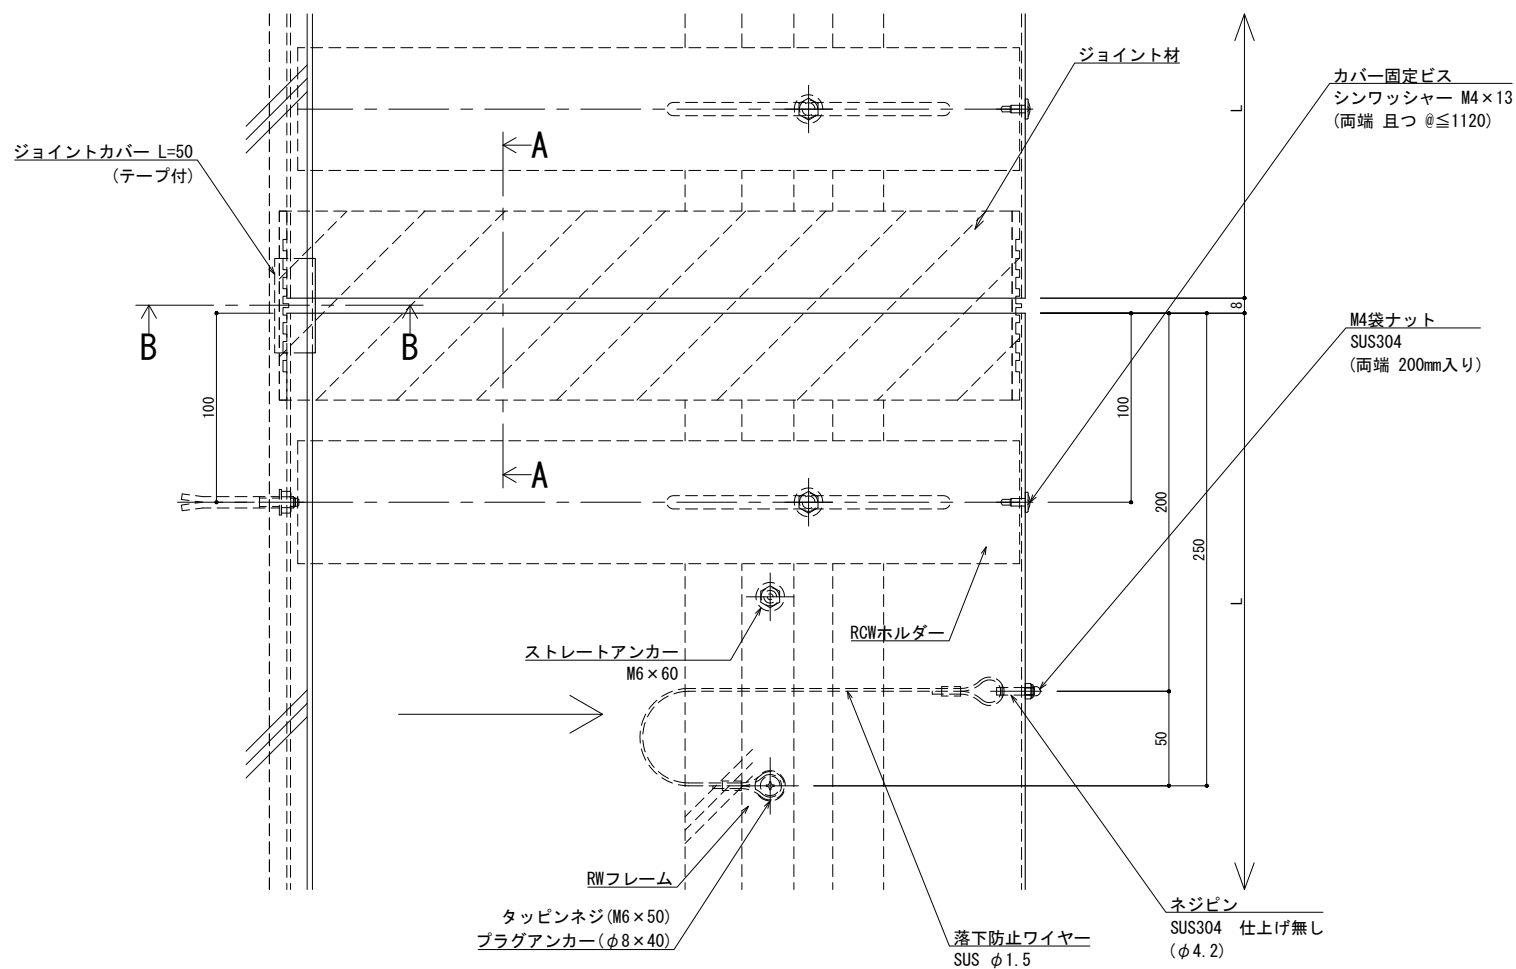 ジョイント材
カバー固定ビス
シンワッシャー M4×13
(両端 且つ @≦1120)
L
A
ジョイントカバー L=50
(テープ付)
8
B
B
M4袋ナット
SUS304
(両端 200mm入り)
100
100
A
200
250
L
RCWホルダー
ストレートアンカー
M6×60
50
RWフレーム
タッピンネジ(M6×50)
プラグアンカー(φ8×40)
落下防止ワイヤー
SUS φ1.5
ネジピン
SUS304 仕上げ無し
(φ4.2)